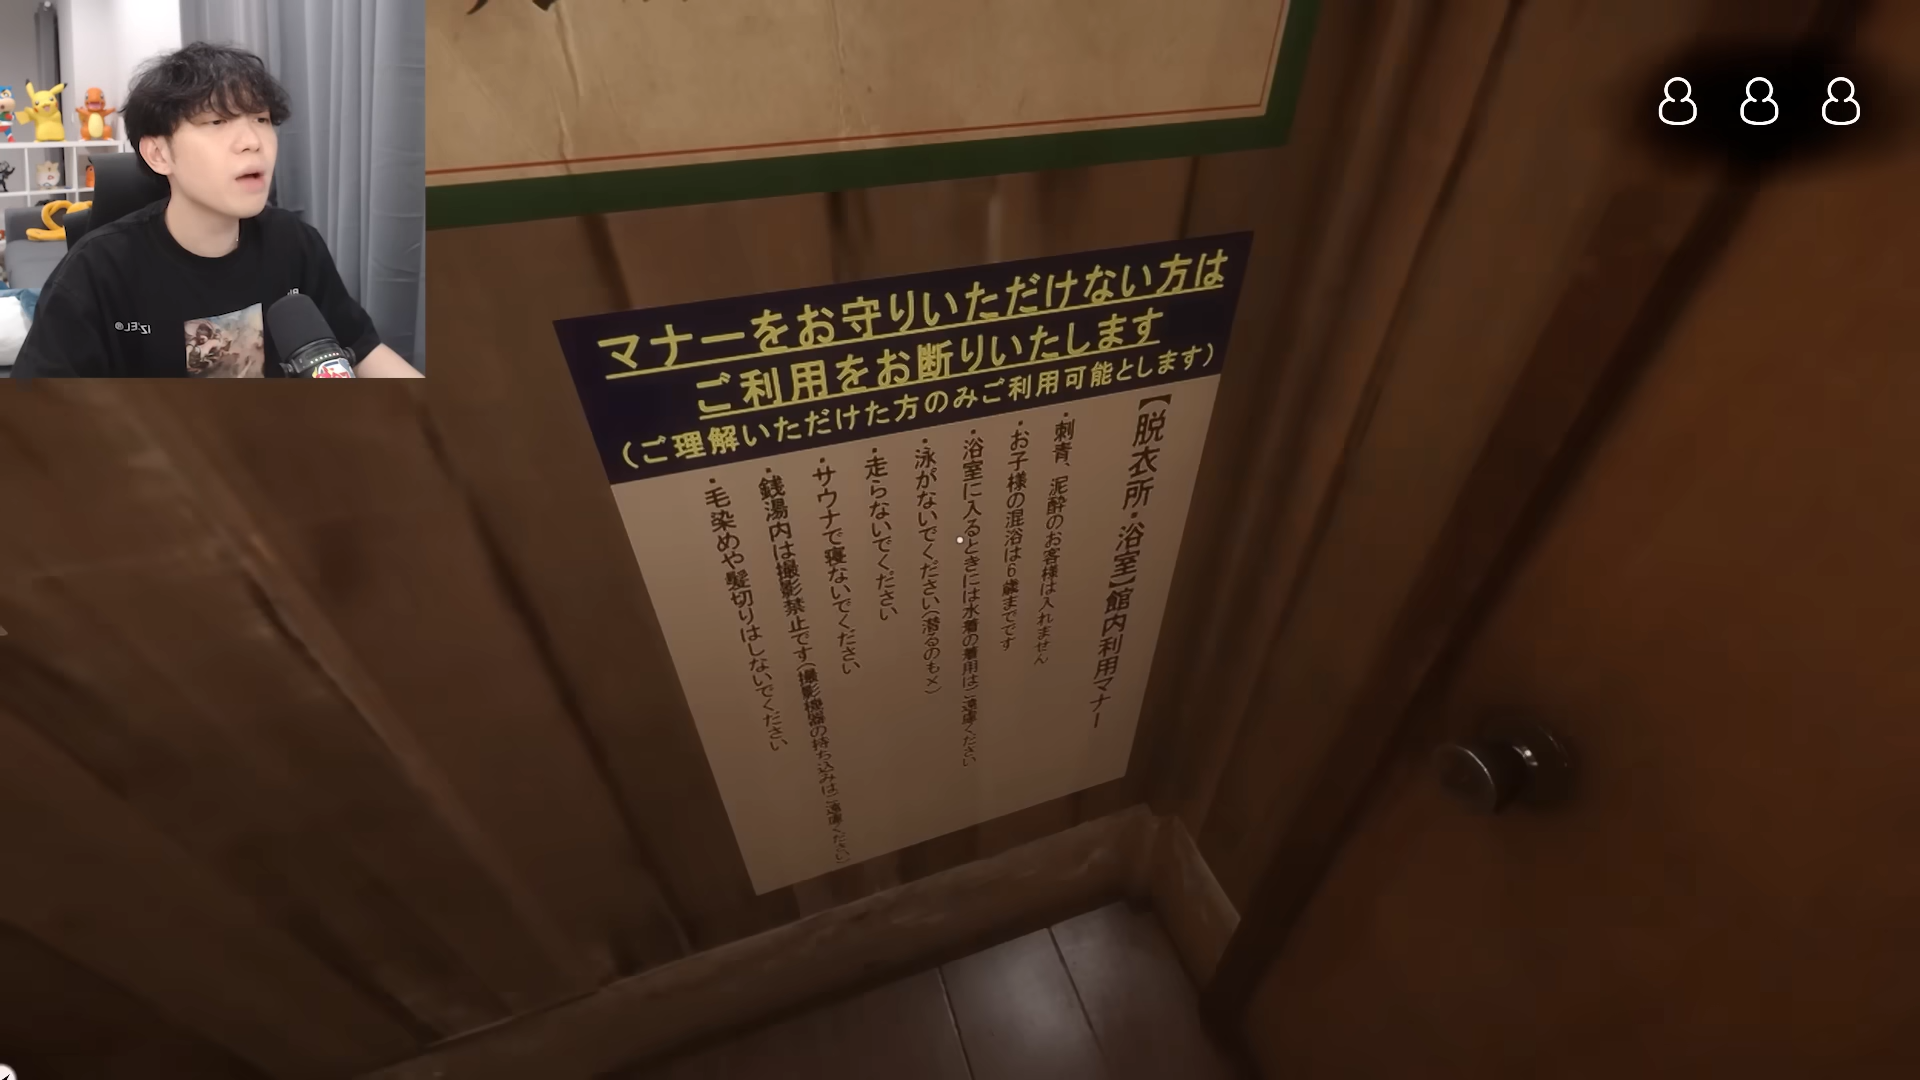 マナーをお守りいただけない方は
ご利用をお断りいたします
（ご理解いただけた方のみご利用可能とします）
【脱衣所・浴室】館内利用マナー
・刺青、泥酔のお客様は入れません
・お子様の混浴は6歳までです
・浴室に入るときには水着の着用はご遠慮ください
・泳がないでください（潜るのも×）
・走らないでください
・サウナで寝ないでください
・銭湯内は撮影禁止です（撮影機器の持ち込みはご遠慮ください）
・毛染めや髪切りはしないでください